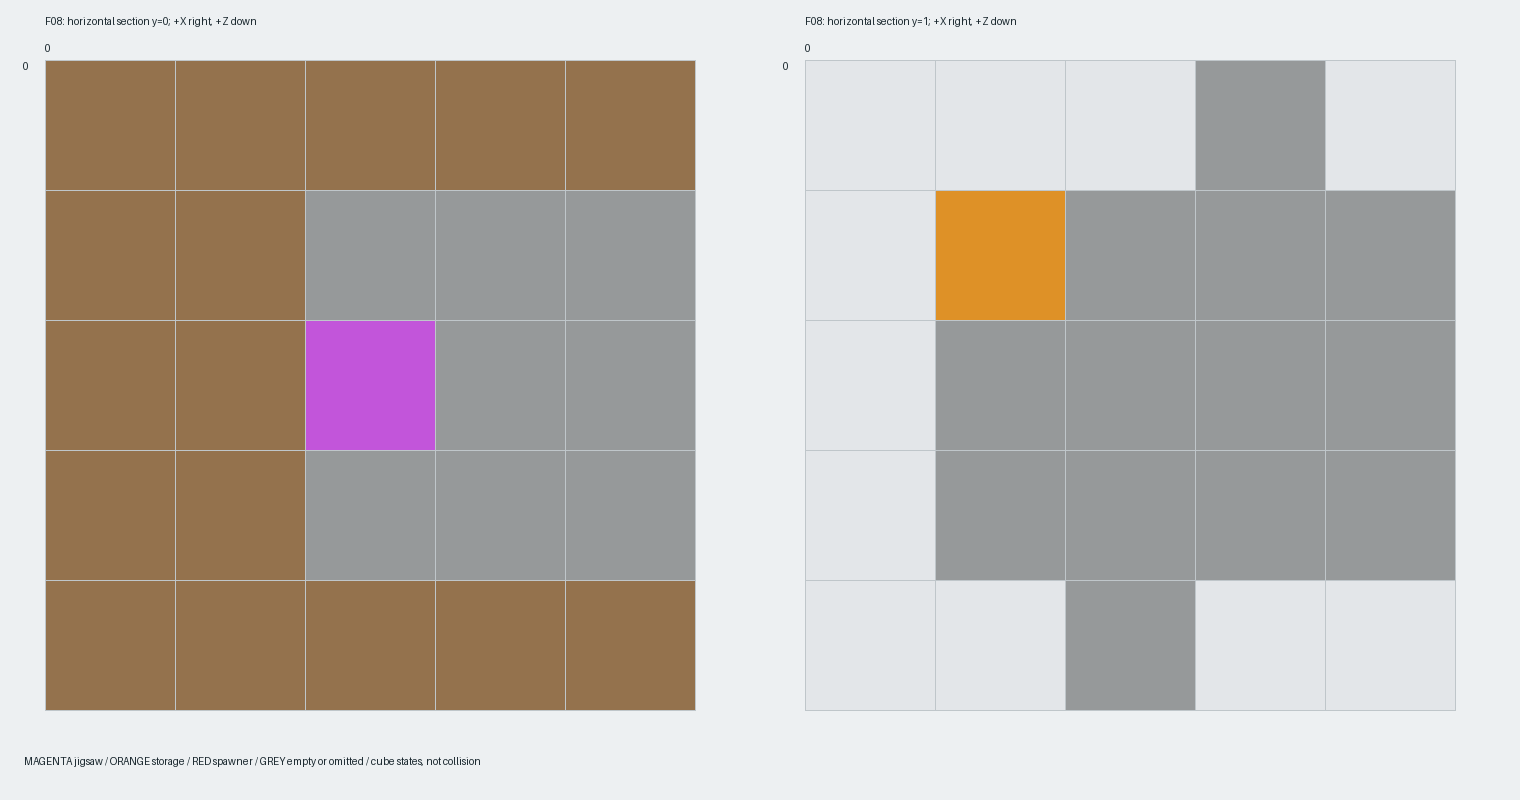 F08: horizontal section y=0; +X right, +Z down
F08: horizontal section y=1; +X right, +Z down
0
0
0
0
MAGENTA jigsaw / ORANGE storage / RED spawner / GREY empty or omitted / cube states, not collision